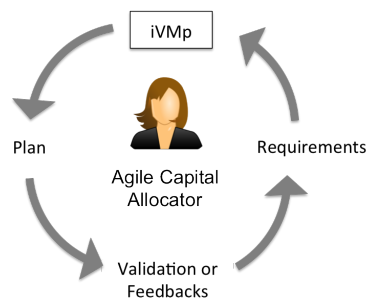 iVMp
Plan
Requirements
Agile Capital
Allocator
Validation or
Feedbacks